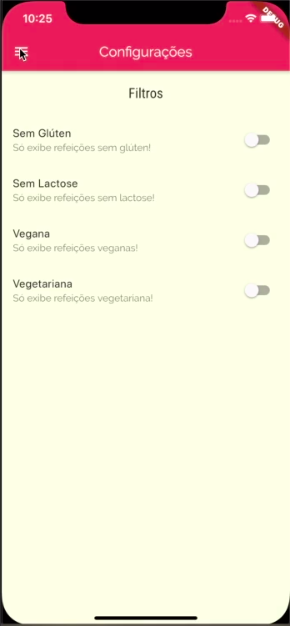 10:25
DEBUG
Configurações
Filtros
Sem Glúten
Só exibe refeições sem glúten!
Sem Lactose
Só exibe refeições sem lactose!
Vegana
Só exibe refeições veganas!
Vegetariana
Só exibe refeições vegetariana!